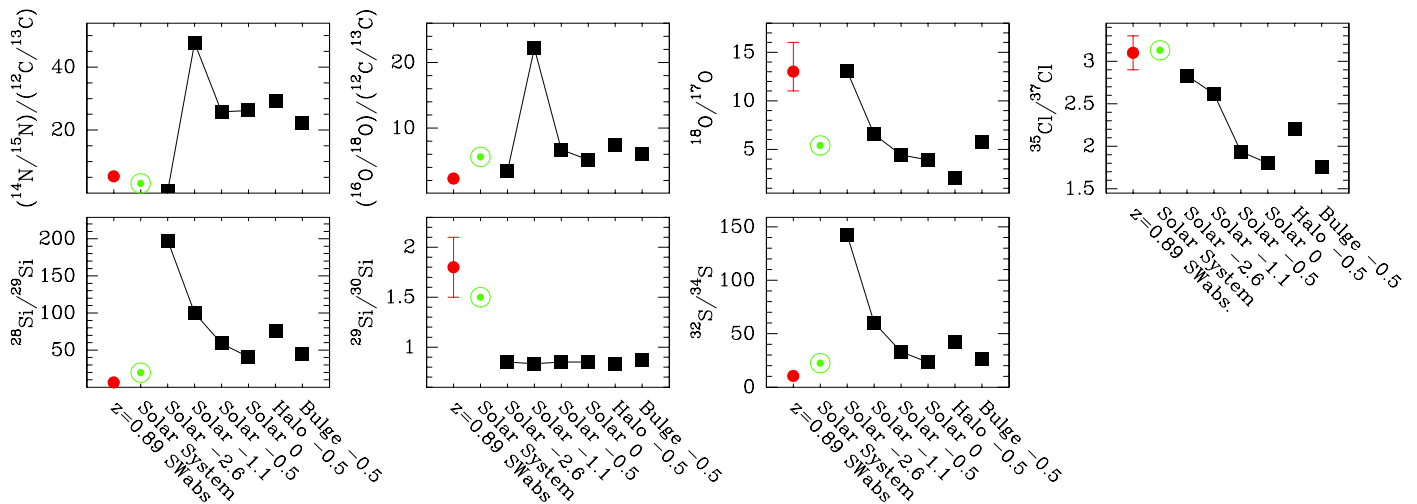 (¹⁴N/¹⁵N)/(¹²C/¹³C)
40
20
(¹⁶O/¹⁸O)/(¹²C/¹³C)
20
10
¹⁸O/¹⁷O
15
10
5
³⁵Cl/³⁷Cl
3
2.5
2
1.5
z=0.89 SWabs.
Solar System
Solar −2.6
Solar −1.1
Solar −0.5
Solar 0
Halo −0.5
Bulge −0.5
²⁸Si/²⁹Si
200
150
100
50
z=0.89 SWabs
Solar System
Solar −2.6
Solar −1.1
Solar −0.5
Solar 0
Halo −0.5
Bulge −0.5
²⁹Si/³⁰Si
2
1.5
1
z=0.89 SWabs
Solar System
Solar −2.6
Solar −1.1
Solar −0.5
Solar 0
Halo −0.5
Bulge −0.5
³²S/³⁴S
150
100
50
0
z=0.89 SWabs
Solar System
Solar −2.6
Solar −1.1
Solar −0.5
Solar 0
Halo −0.5
Bulge −0.5